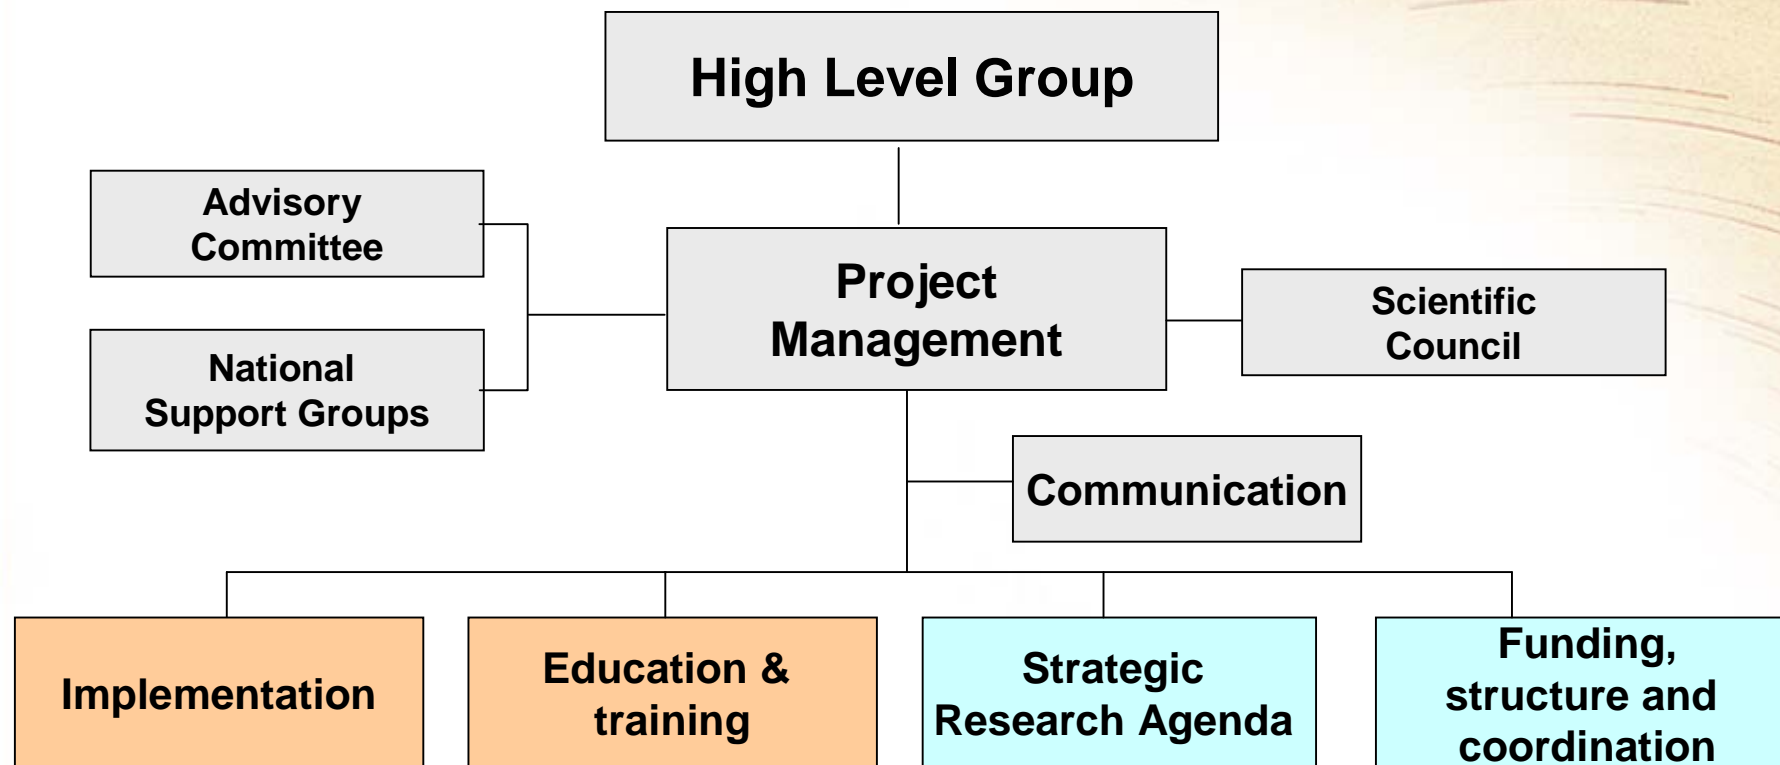 High Level Group
Advisory
Committee
Project
Management
Scientific
Council
National
Support Groups
Communication
Implementation
Education &
training
Strategic
Research Agenda
Funding,
structure and
coordination